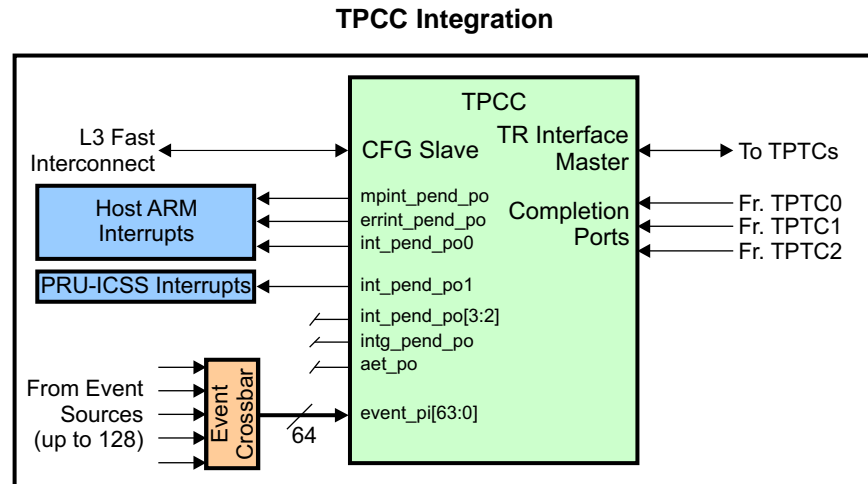 TPCC Integration
TPCC
L3 Fast
Interconnect
CFG Slave
TR Interface
Master
To TPTCs
Host ARM
Interrupts
mpint_pend_po
errint_pend_po
int_pend_po0
Completion
Ports
Fr. TPTC0
Fr. TPTC1
Fr. TPTC2
PRU-ICSS Interrupts
int_pend_po1
int_pend_po[3:2]
intg_pend_po
aet_po
From Event
Sources
(up to 128)
Event
Crossbar
64
event_pi[63:0]